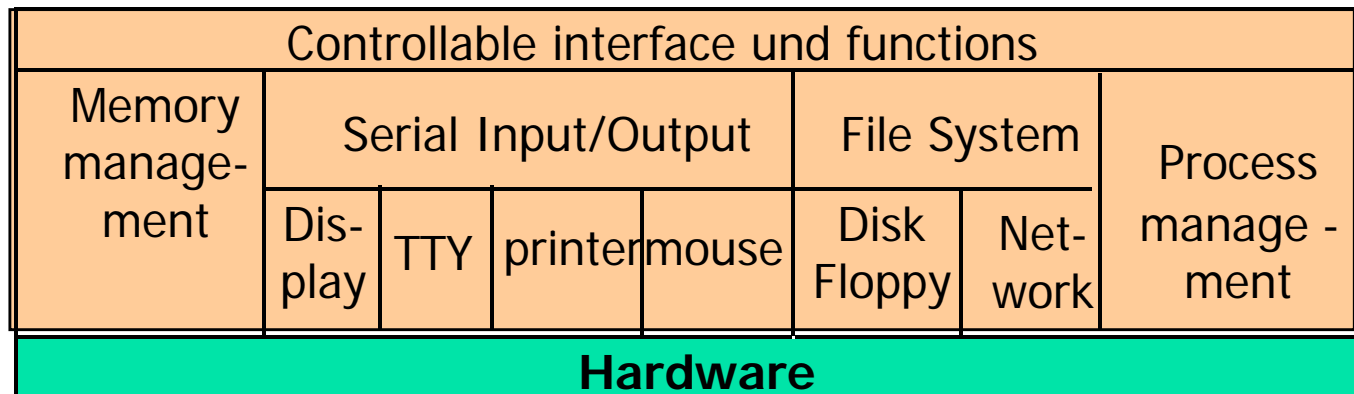 Controllable interface und functions
Memory
manage-
ment
Serial Input/Output
File System
Process
manage -
ment
Dis-
play
TTY
printer
mouse
Disk
Floppy
Net-
work
Hardware